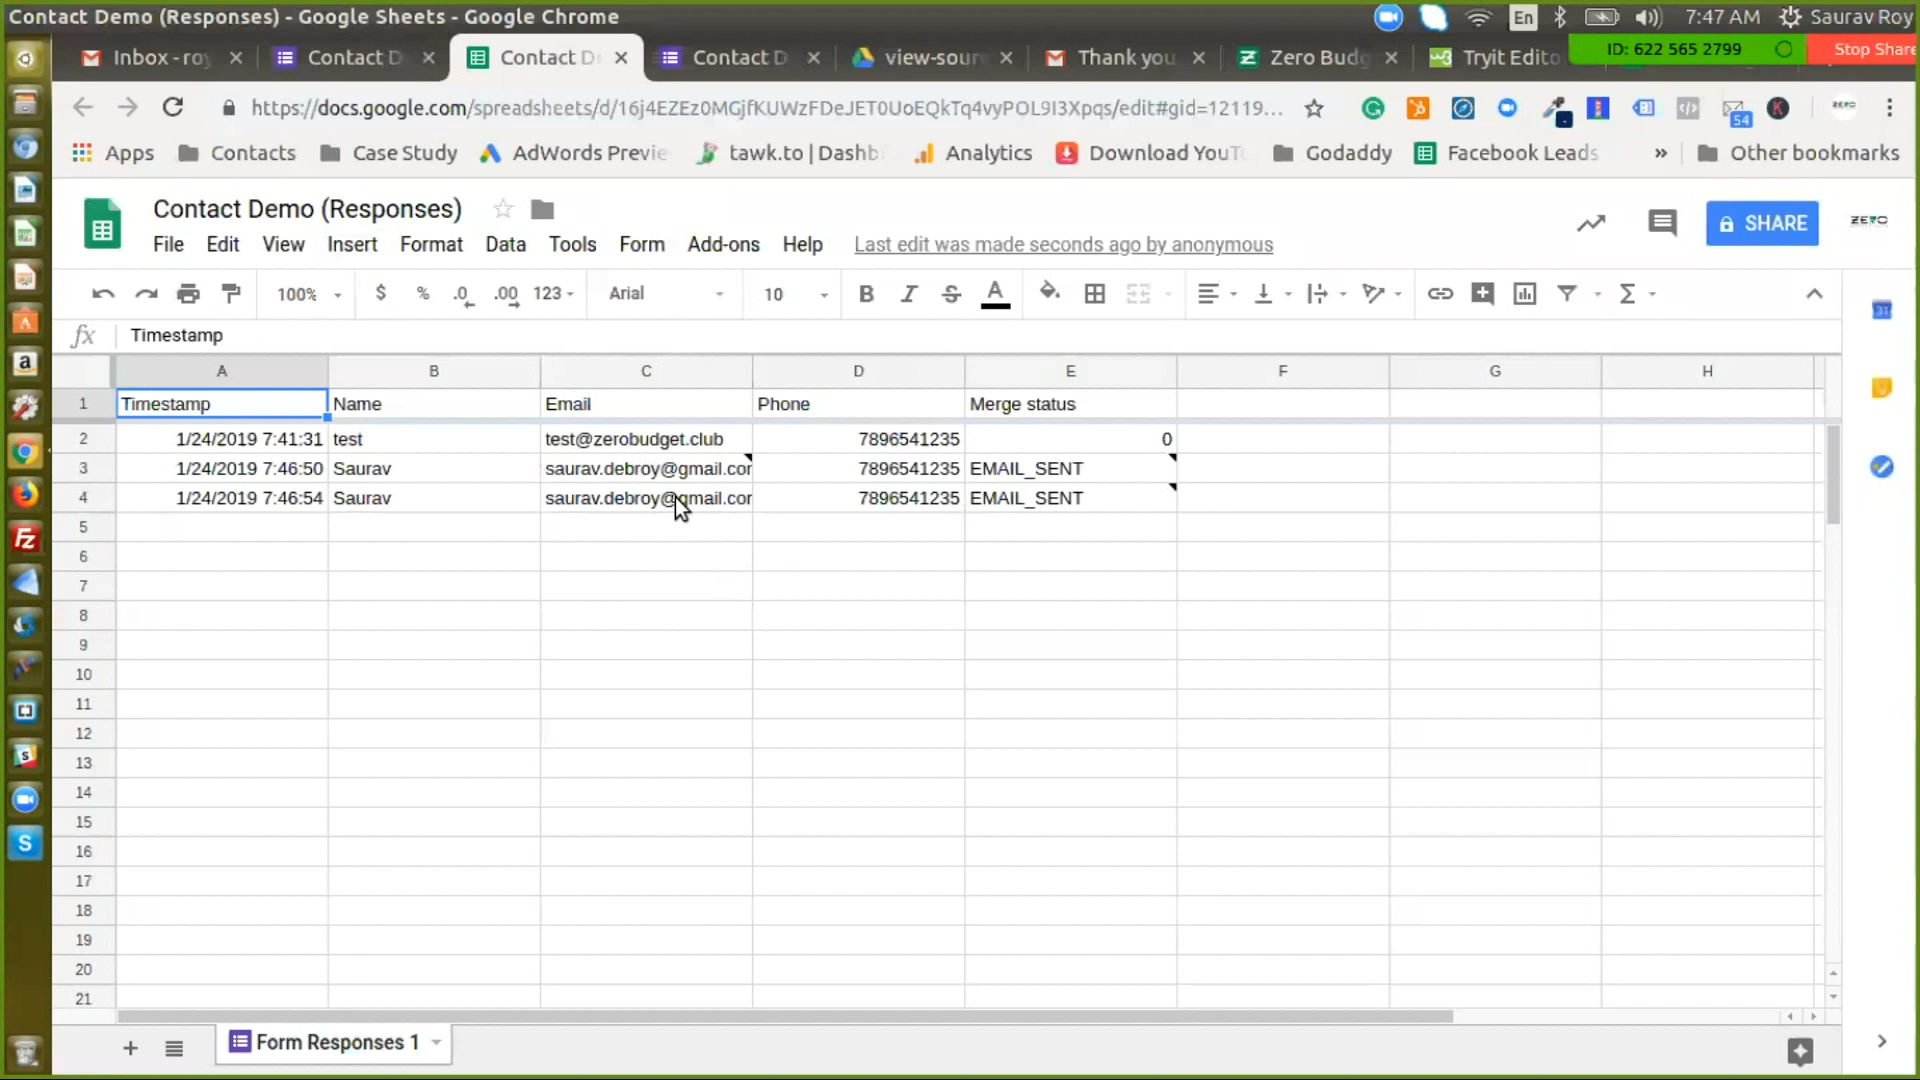 Contact Demo (Responses) - Google Sheets - Google Chrome En 7:47 AM Saurav Roy
Inbox - roy Contact D Contact D Contact D view-sour Thank you Zero Budg Tryit Edito ID: 622 565 2799 Stop Share
https://docs.google.com/spreadsheets/d/16j4EZEz0MGjfKUWzFDeJET0UoEQkTq4vyPOL9I3Xpqs/edit#gid=12119... ZERO 54
Apps Contacts Case Study AdWords Previe tawk.to | Dashb Analytics Download YouT Godaddy Facebook Leads » Other bookmarks
Contact Demo (Responses) SHARE ZERO
File Edit View Insert Format Data Tools Form Add-ons Help Last edit was made seconds ago by anonymous
100% $ % .0 .00 123 Arial 10 B I S A Σ
fx Timestamp
A B C D E F G H
1 Timestamp Name Email Phone Merge status
2 1/24/2019 7:41:31 test test@zerobudget.club 7896541235 0
3 1/24/2019 7:46:50 Saurav saurav.debroy@gmail.cor 7896541235 EMAIL_SENT
4 1/24/2019 7:46:54 Saurav saurav.debroy@gmail.cor 7896541235 EMAIL_SENT
5
6
7
8
9
10
11
12
13
14
15
16
17
18
19
20
21
Form Responses 1